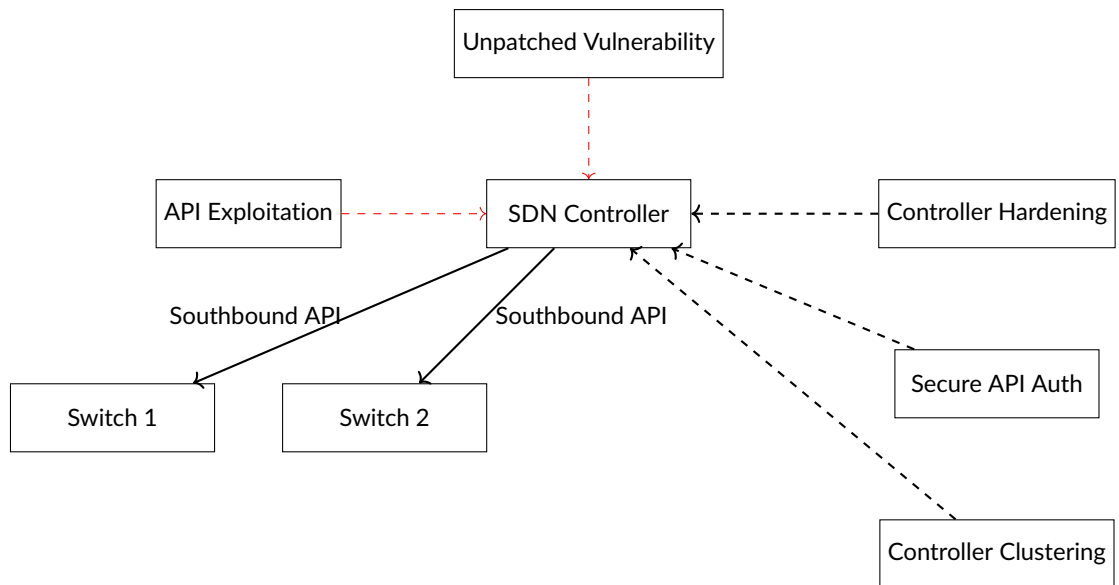 Unpatched Vulnerability
API Exploitation
SDN Controller
Controller Hardening
Southbound API
Southbound API
Secure API Auth
Switch 1
Switch 2
Controller Clustering